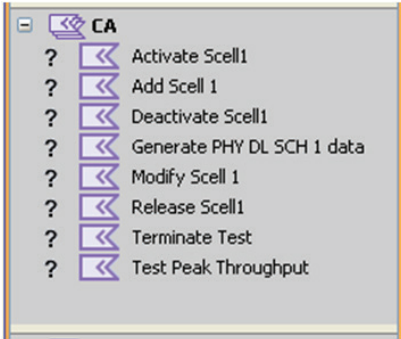 CA
? Activate Scell1
? Add Scell 1
? Deactivate Scell1
? Generate PHY DL SCH 1 data
? Modify Scell 1
? Release Scell1
? Terminate Test
? Test Peak Throughput